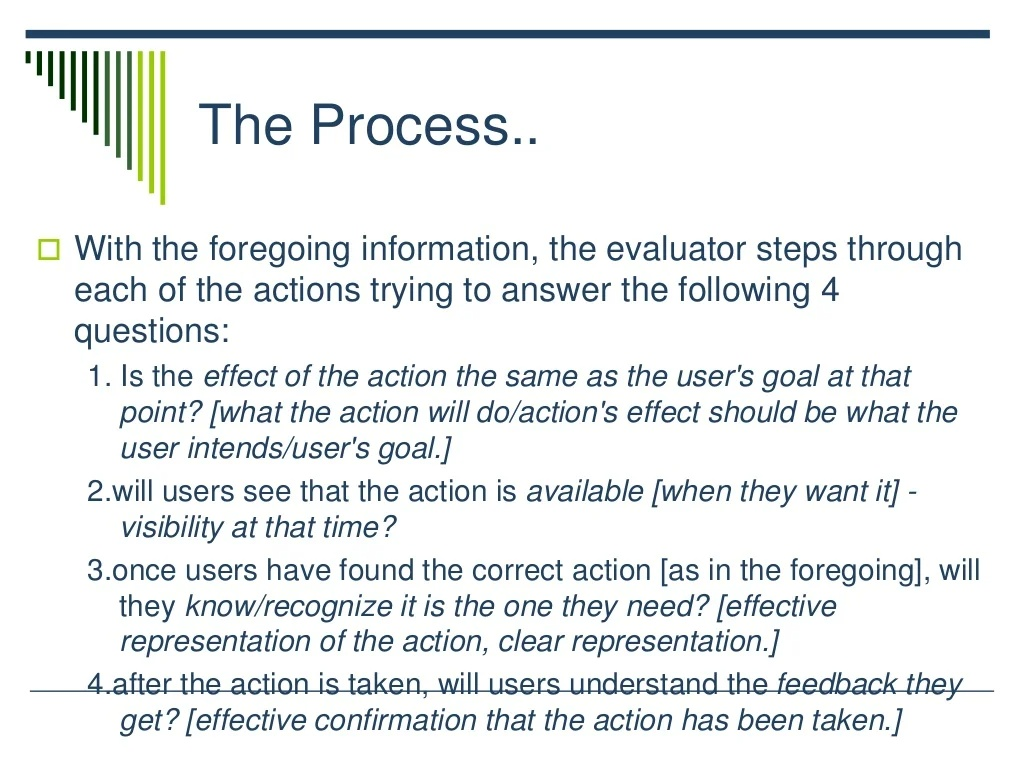 The Process..
With the foregoing information, the evaluator steps through
each of the actions trying to answer the following 4
questions:
1. Is the effect of the action the same as the user's goal at that
point? [what the action will do/action's effect should be what the
user intends/user's goal.]
2.will users see that the action is available [when they want it] -
visibility at that time?
3.once users have found the correct action [as in the foregoing], will
they know/recognize it is the one they need? [effective
representation of the action, clear representation.]
4.after the action is taken, will users understand the feedback they
get? [effective confirmation that the action has been taken.]